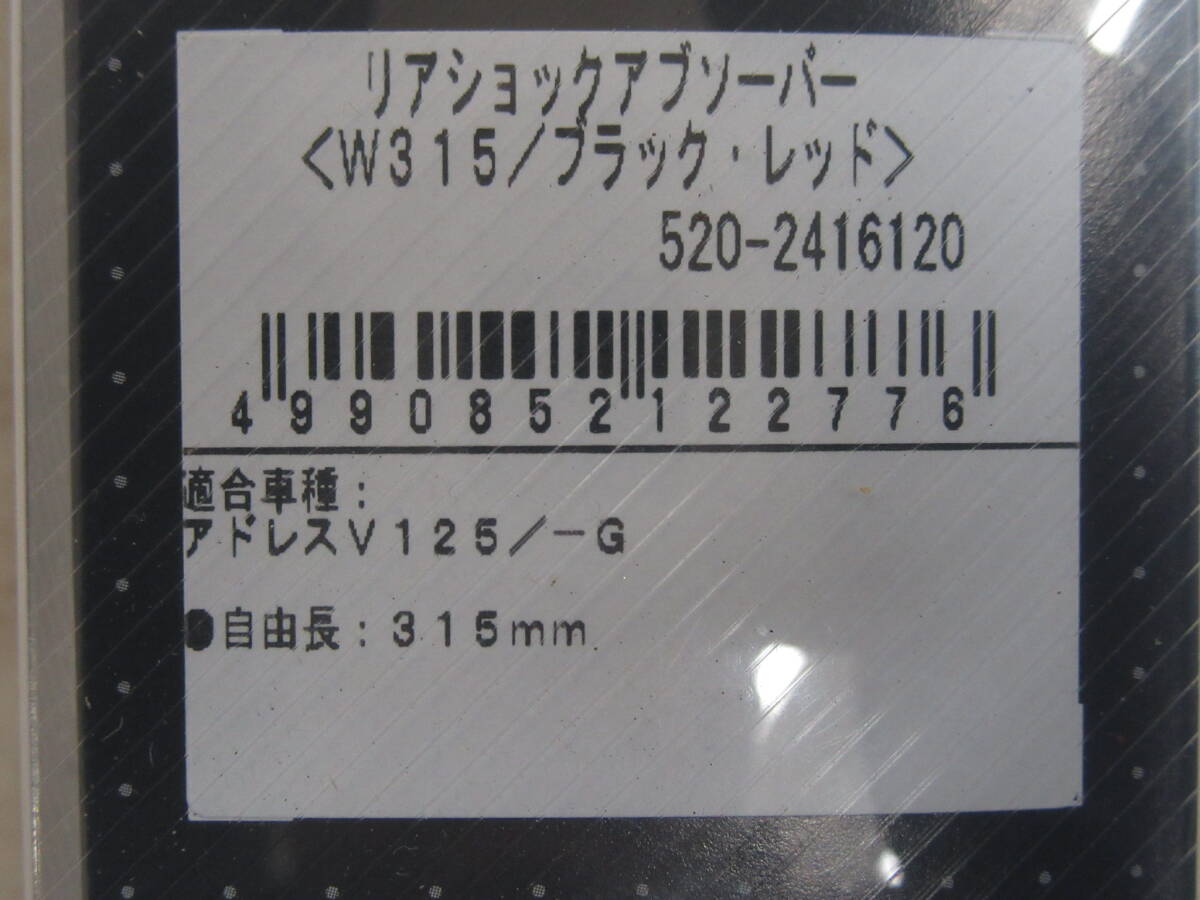 リアショックアブソーバー
<W315/ブラック・レッド>
520-2416120
4990852122776
適合車種：
アドレスV125/-G
●自由長：315mm